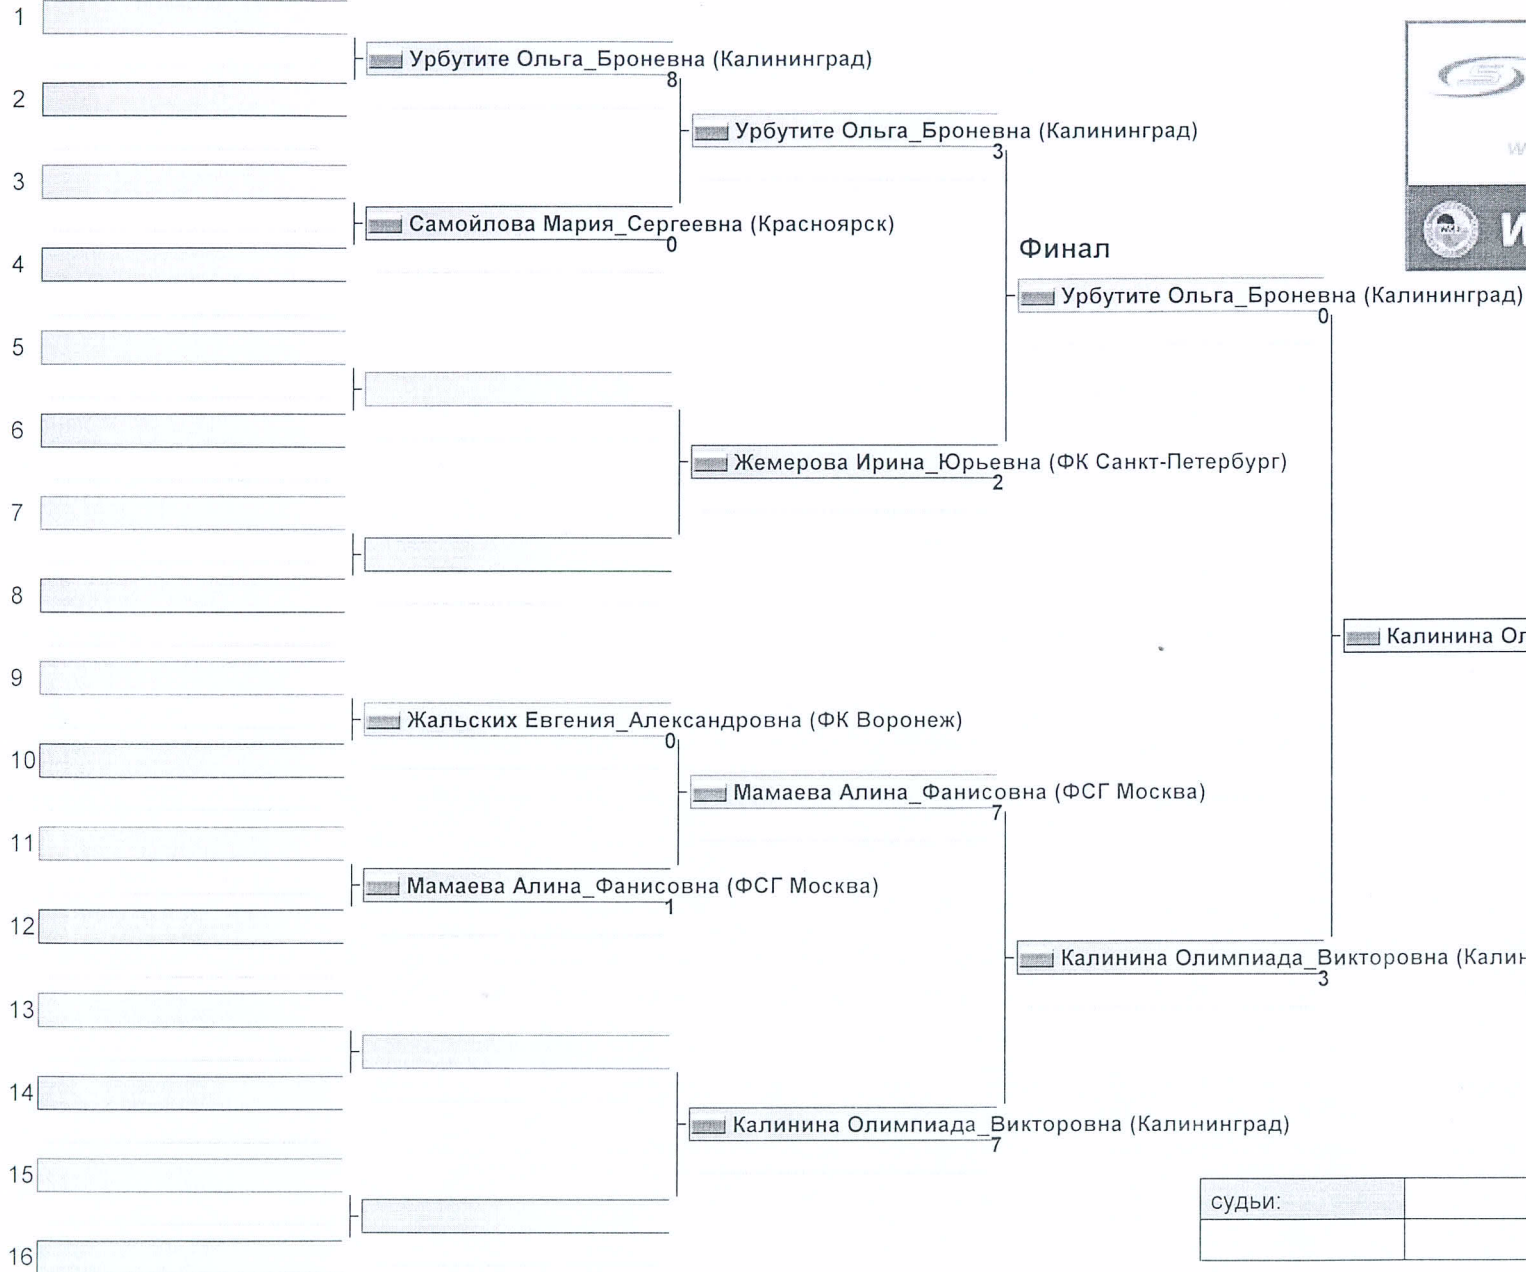 1
Урбутите Ольга_Броневна (Калининград)
8
2
Урбутите Ольга_Броневна (Калининград)
3
3
Самойлова Мария_Сергеевна (Красноярск)
0
4
Финал
Урбутите Ольга_Броневна (Калининград)
0
5
6
Жемерова Ирина_Юрьевна (ФК Санкт-Петербург)
2
7
8
Калинина Ол
9
Жальских Евгения_Александровна (ФК Воронеж)
0
10
Мамаева Алина_Фанисовна (ФСГ Москва)
7
11
Мамаева Алина_Фанисовна (ФСГ Москва)
1
12
Калинина Олимпиада_Викторовна (Калин
3
13
14
Калинина Олимпиада_Викторовна (Калининград)
7
15
судьи:
16